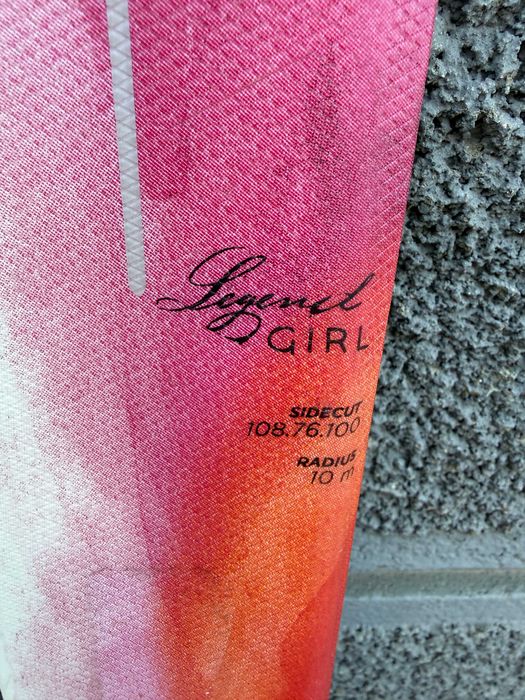 Legend
GIRL
SIDECUT
108.76.100
RADIUS
10 m